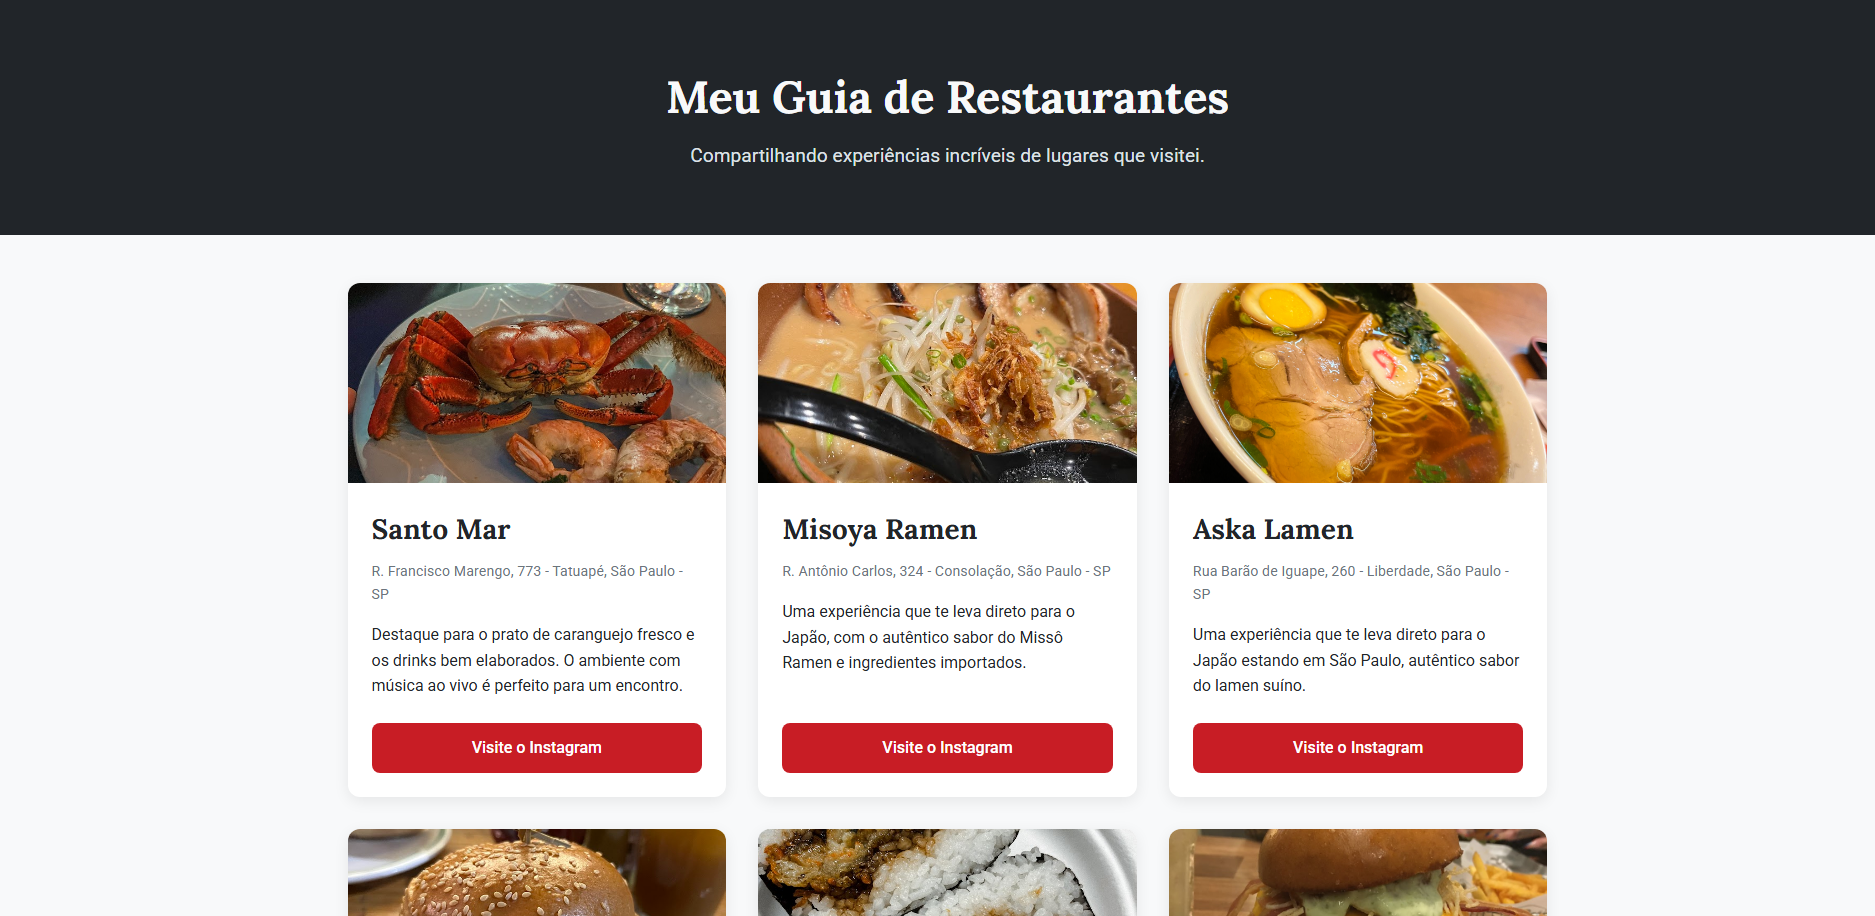 Meu Guia de Restaurantes
Compartilhando experiências incríveis de lugares que visitei.
Santo Mar
R. Francisco Marengo, 773 - Tatuapé, São Paulo -
SP
Destaque para o prato de caranguejo fresco e
os drinks bem elaborados. O ambiente com
música ao vivo é perfeito para um encontro.
Visite o Instagram
Misoya Ramen
R. Antônio Carlos, 324 - Consolação, São Paulo - SP
Uma experiência que te leva direto para o
Japão, com o autêntico sabor do Missô
Ramen e ingredientes importados.
Visite o Instagram
Aska Lamen
Rua Barão de Iguape, 260 - Liberdade, São Paulo -
SP
Uma experiência que te leva direto para o
Japão estando em São Paulo, autêntico sabor
do lamen suíno.
Visite o Instagram